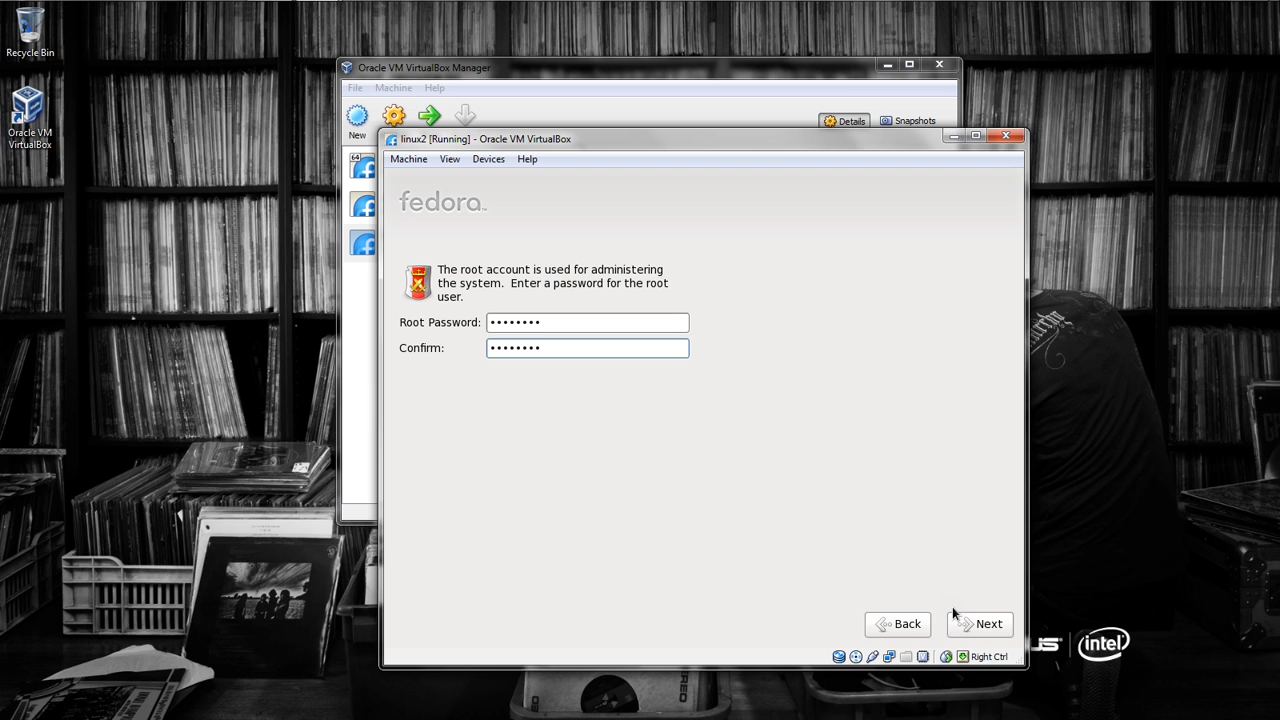 Recycle Bin
Oracle VM
VirtualBox
Oracle VM VirtualBox Manager
File Machine Help
New
Details
Snapshots
64
linux2 [Running] - Oracle VM VirtualBox
Machine View Devices Help
fedora
The root account is used for administering
the system. Enter a password for the root
user.
Root Password: ••••••••
Confirm: ••••••••
Back
Next
Right Ctrl
US
intel